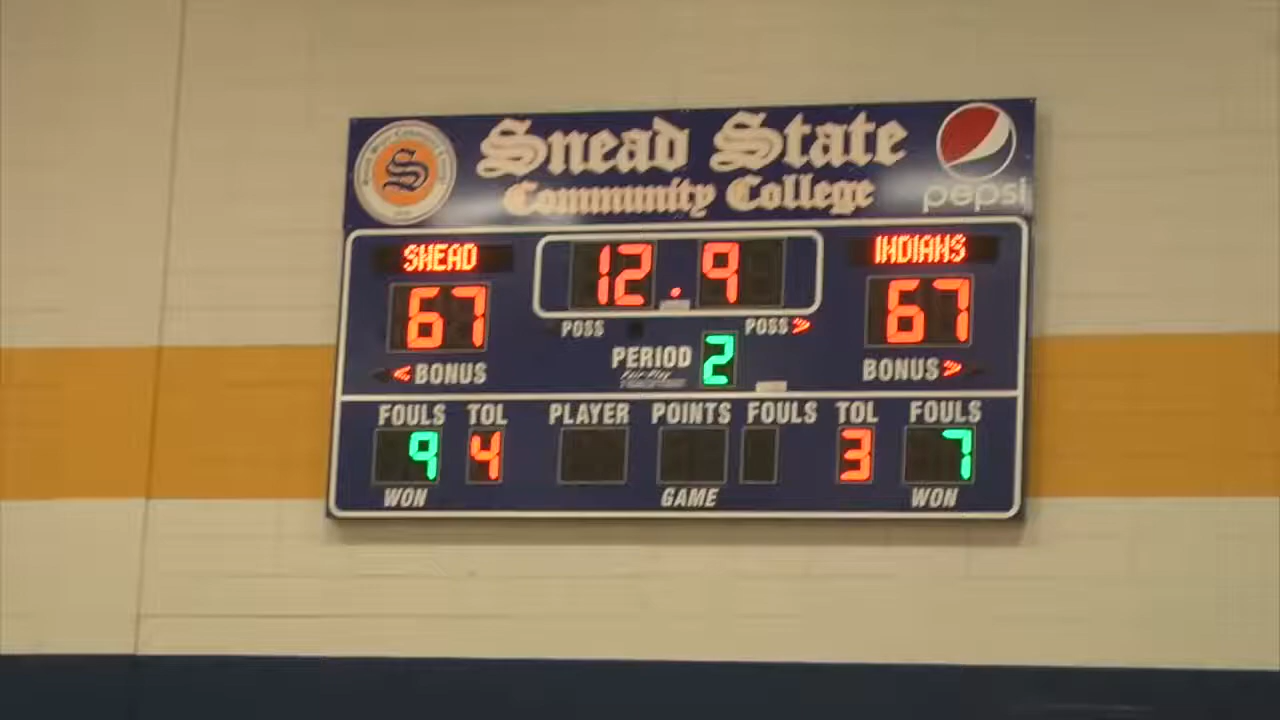 Snead State
Community College
S
pepsi
SNEAD
12.9
INDIANS
67
67
POSS
POSS
PERIOD 2
BONUS
BONUS
FOULS TOL PLAYER POINTS FOULS TOL FOULS
9 4 3 7
WON GAME WON